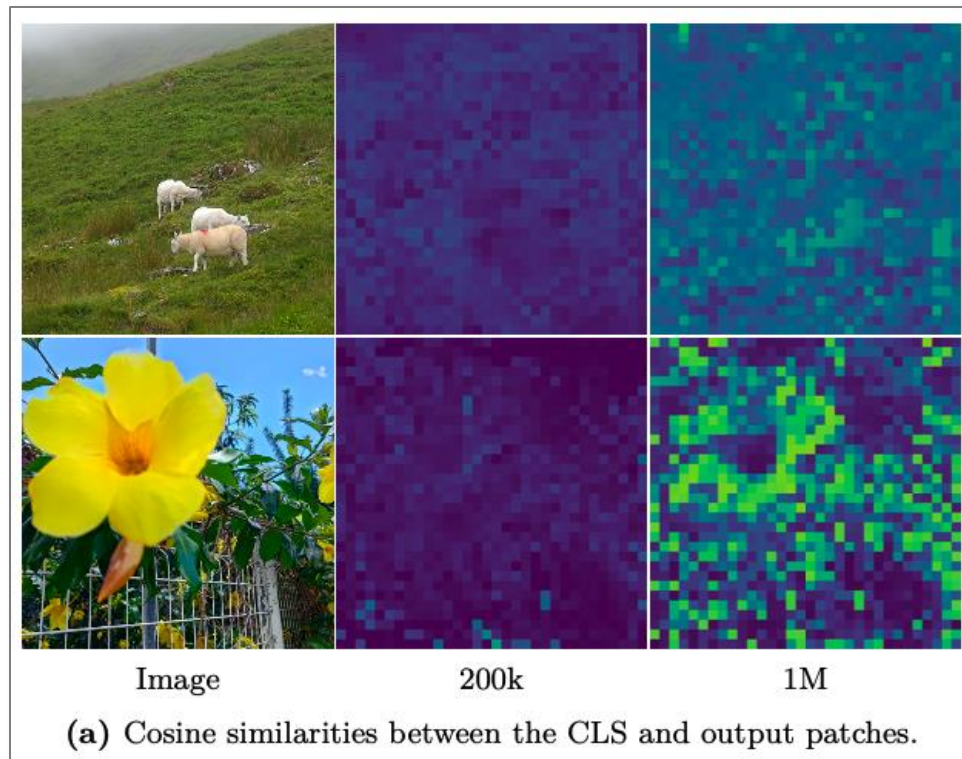 Image 200k 1M
(a) Cosine similarities between the CLS and output patches.